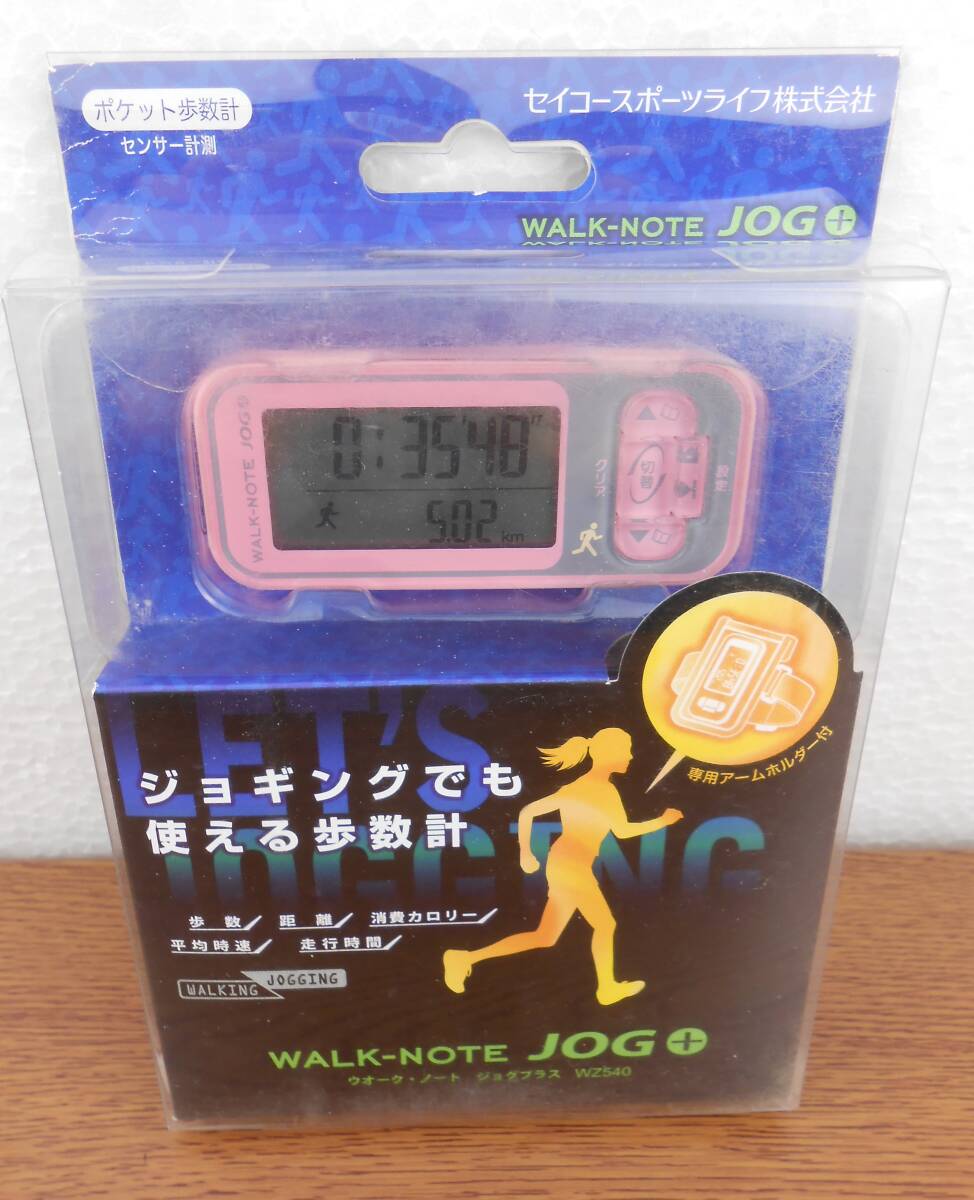 ポケット歩数計
センサー計測
セイコースポーツライフ株式会社
WALK-NOTE JOG+
WALK-NOTE JOG+
0:35'48"
5.02 km
クリア
切替
設定
専用アームホルダー付
LET'S
JOGGING
ジョギングでも
使える歩数計
歩数 距離 消費カロリー
平均時速 走行時間
WALKING JOGGING
WALK-NOTE JOG+
ウオーク・ノート ジョグプラス WZ540